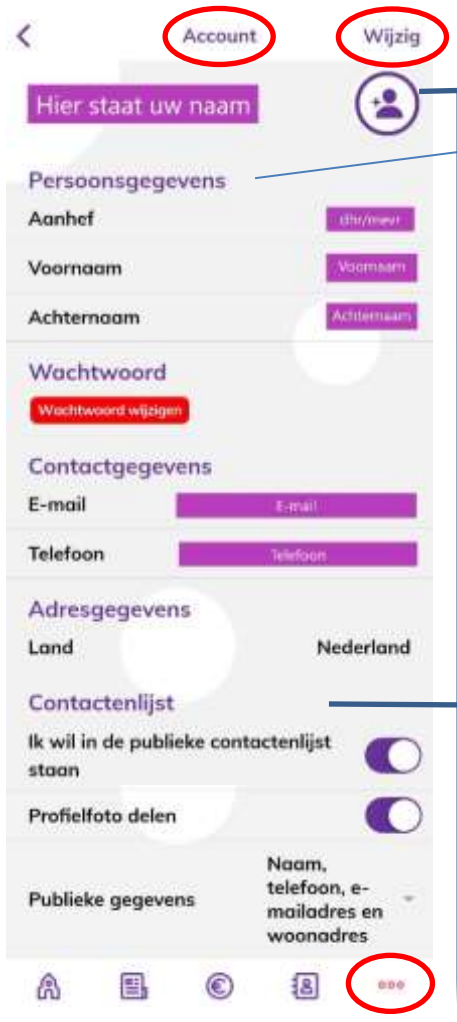 Account Wijzig
Hier staat uw naam
Persoonsgegevens
Aanhef dhr/mevr
Voornaam Voornaam
Achternaam Achternaam
Wachtwoord
Wachtwoord wijzigen
Contactgegevens
E-mail E-mail
Telefoon Telefoon
Adresgegevens
Land Nederland
Contactenlijst
Ik wil in de publieke contactenlijst
staan
Profielfoto delen
Publieke gegevens
Naam,
telefoon, e-
mailadres en
woonadres